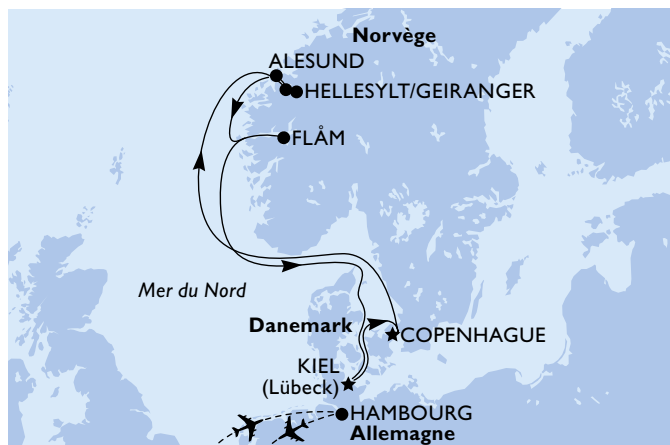 Norvège
ALESUND
HELLESYLT/GEIRANGER
FLÅM
Mer du Nord
Danemark
COPENHAGUE
KIEL
(Lübeck)
HAMBOURG
Allemagne